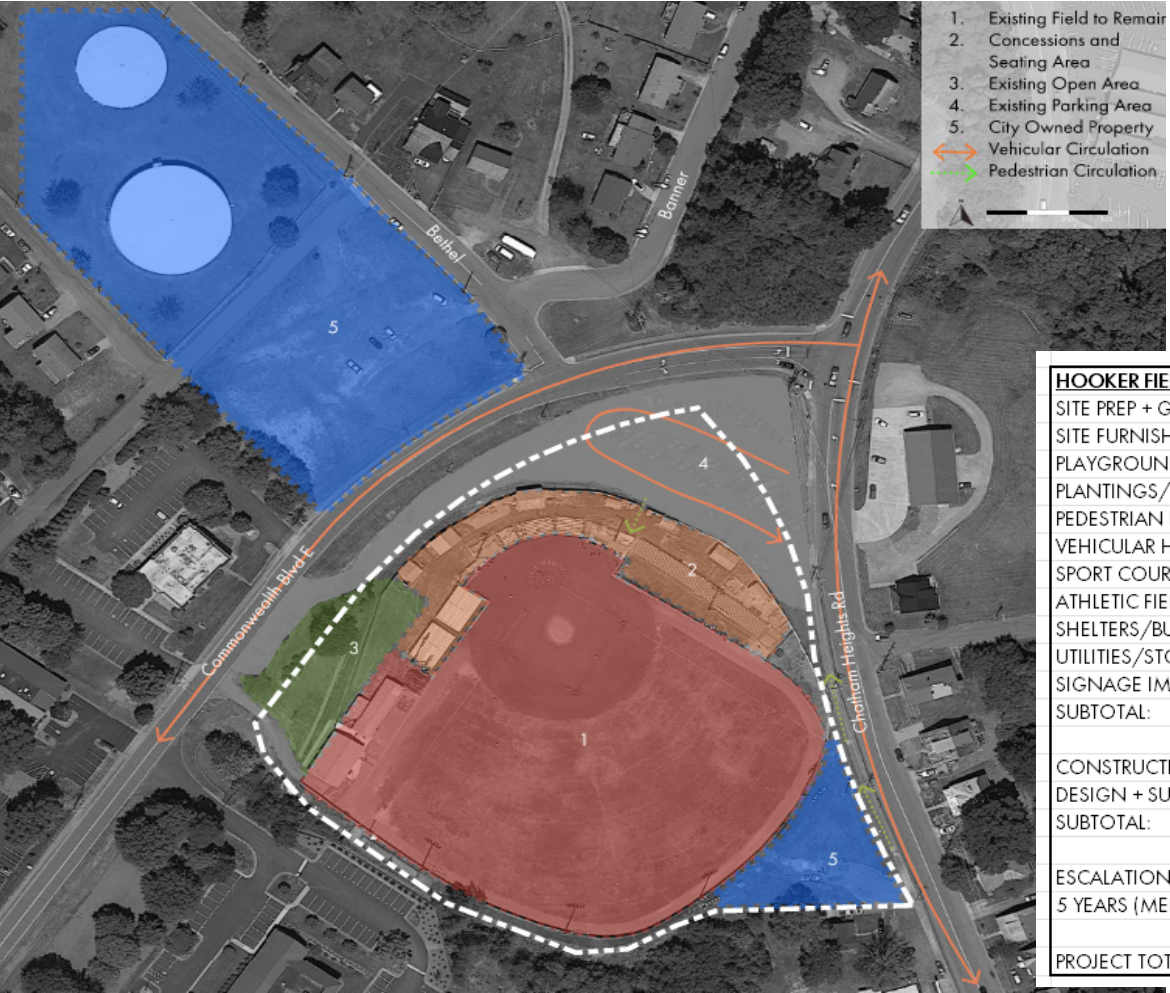 1. Existing Field to Remain
2. Concessions and
Seating Area
3. Existing Open Area
4. Existing Parking Area
5. City Owned Property
Vehicular Circulation
Pedestrian Circulation
Banner
Bethel
5
4
Commonwealth Blvd E
2
3
Chatham Heights Rd
1
5
HOOKER FIE
SITE PREP + G
SITE FURNISH
PLAYGROUN
PLANTINGS/
PEDESTRIAN
VEHICULAR H
SPORT COUR
ATHLETIC FIE
SHELTERS/BU
UTILITIES/STO
SIGNAGE IM
SUBTOTAL:
CONSTRUCTI
DESIGN + SU
SUBTOTAL:
ESCALATION
5 YEARS (ME
PROJECT TOT